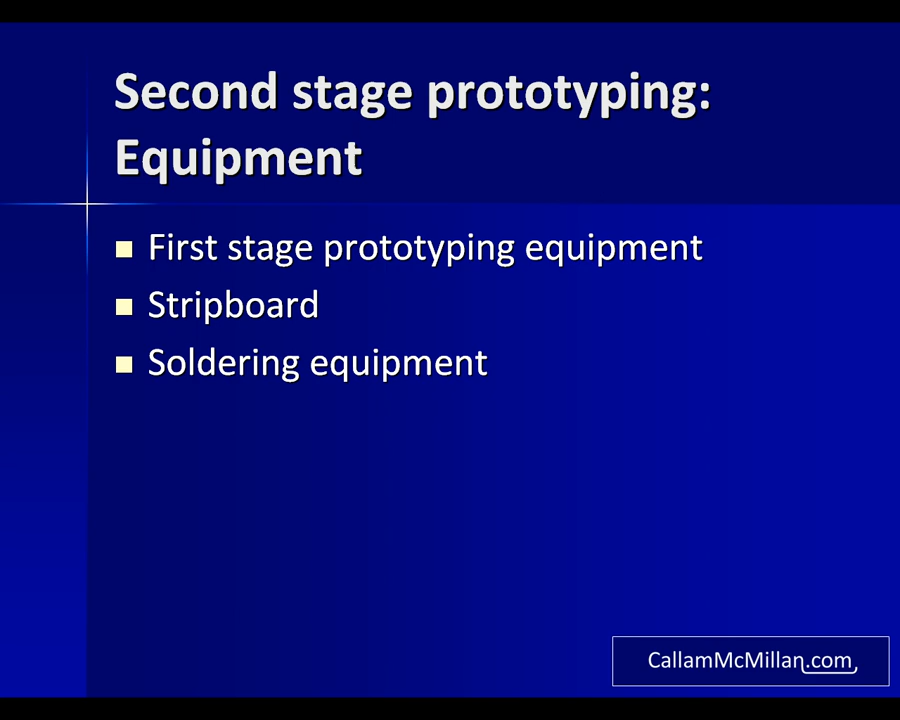 Second stage prototyping:
Equipment
First stage prototyping equipment
Stripboard
Soldering equipment
CallamMcMillan.com